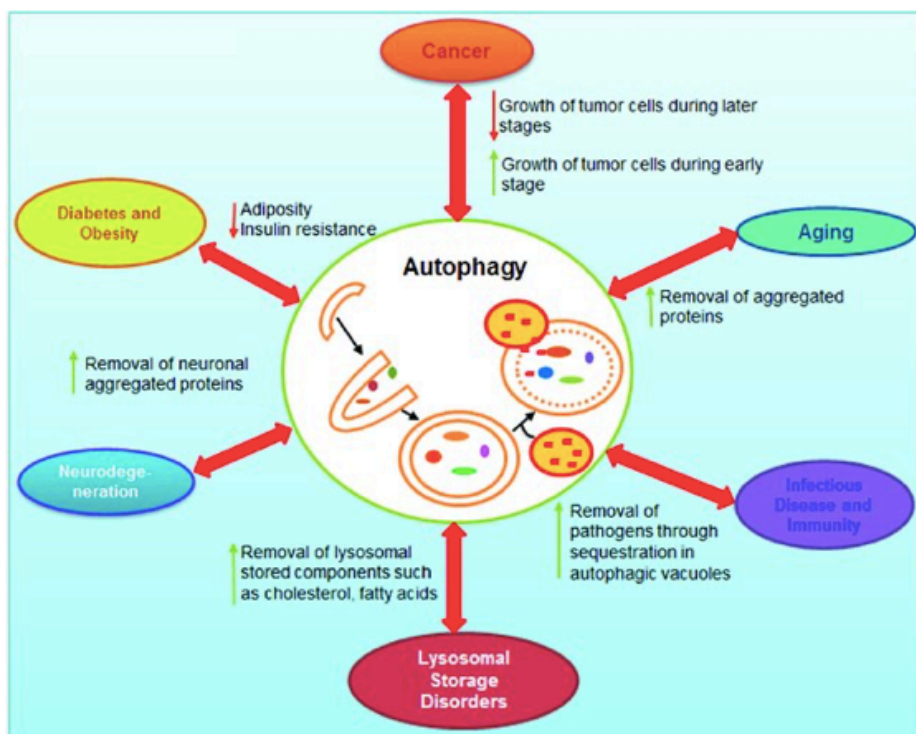 Cancer
Growth of tumor cells during later
stages
Growth of tumor cells during early
stage
Diabetes and
Obesity
Adiposity
Insulin resistance
Aging
Autophagy
Removal of aggregated
proteins
Removal of neuronal
aggregated proteins
Neurodege-
neration
Infectious
Disease and
Immunity
Removal of
pathogens through
sequestration in
autophagic vacuoles
Removal of lysosomal
stored components such
as cholesterol, fatty acids
Lysosomal
Storage
Disorders